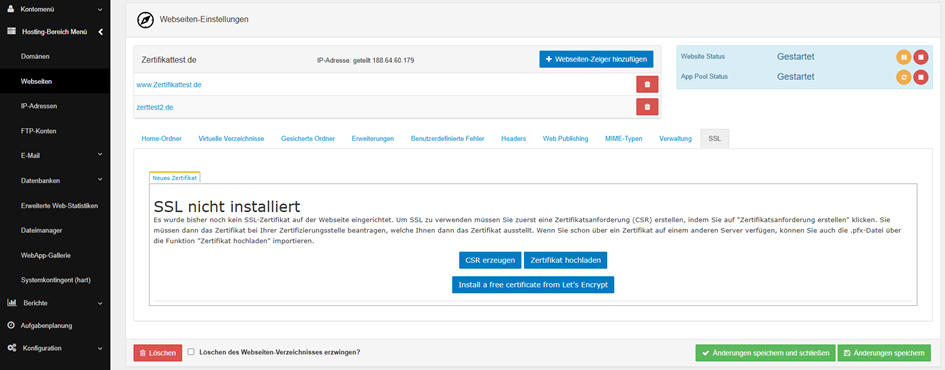 Kontomenü
Hosting-Bereich Menü
Domänen
Webseiten
IP-Adressen
FTP-Konten
E-Mail
Datenbanken
Erweiterte Web-Statistiken
Dateimanager
WebApp-Gallerie
Systemkontingent (hart)
Berichte
Aufgabenplanung
Konfiguration
Webseiten-Einstellungen
Zertifikattest.de IP-Adresse: geteilt 188.64.60.179 Webseiten-Zeiger hinzufügen
www.Zertifikattest.de
zerttest2.de
Website Status Gestartet
App Pool Status Gestartet
Home-Ordner Virtuelle Verzeichnisse Gesicherte Ordner Erweiterungen Benutzerdefinierte Fehler Headers Web Publishing MIME-Typen Verwaltung SSL
Neues Zertifikat
SSL nicht installiert
Es wurde bisher noch kein SSL-Zertifikat auf der Webseite eingerichtet. Um SSL zu verwenden müssen Sie zuerst eine Zertifikatsanforderung (CSR) erstellen, indem Sie auf "Zertifikatsanforderung erstellen" klicken. Sie
müssen dann das Zertifikat bei Ihrer Zertifizierungsstelle beantragen, welche Ihnen dann das Zertifikat ausstellt. Wenn Sie schon über ein Zertifikat auf einem anderen Server verfügen, können Sie auch die .pfx-Datei über
die Funktion "Zertifikat hochladen" importieren.
CSR erzeugen Zertifikat hochladen
Install a free certificate from Let's Encrypt
Löschen Löschen des Webseiten-Verzeichnisses erzwingen? Änderungen speichern und schließen Änderungen speichern